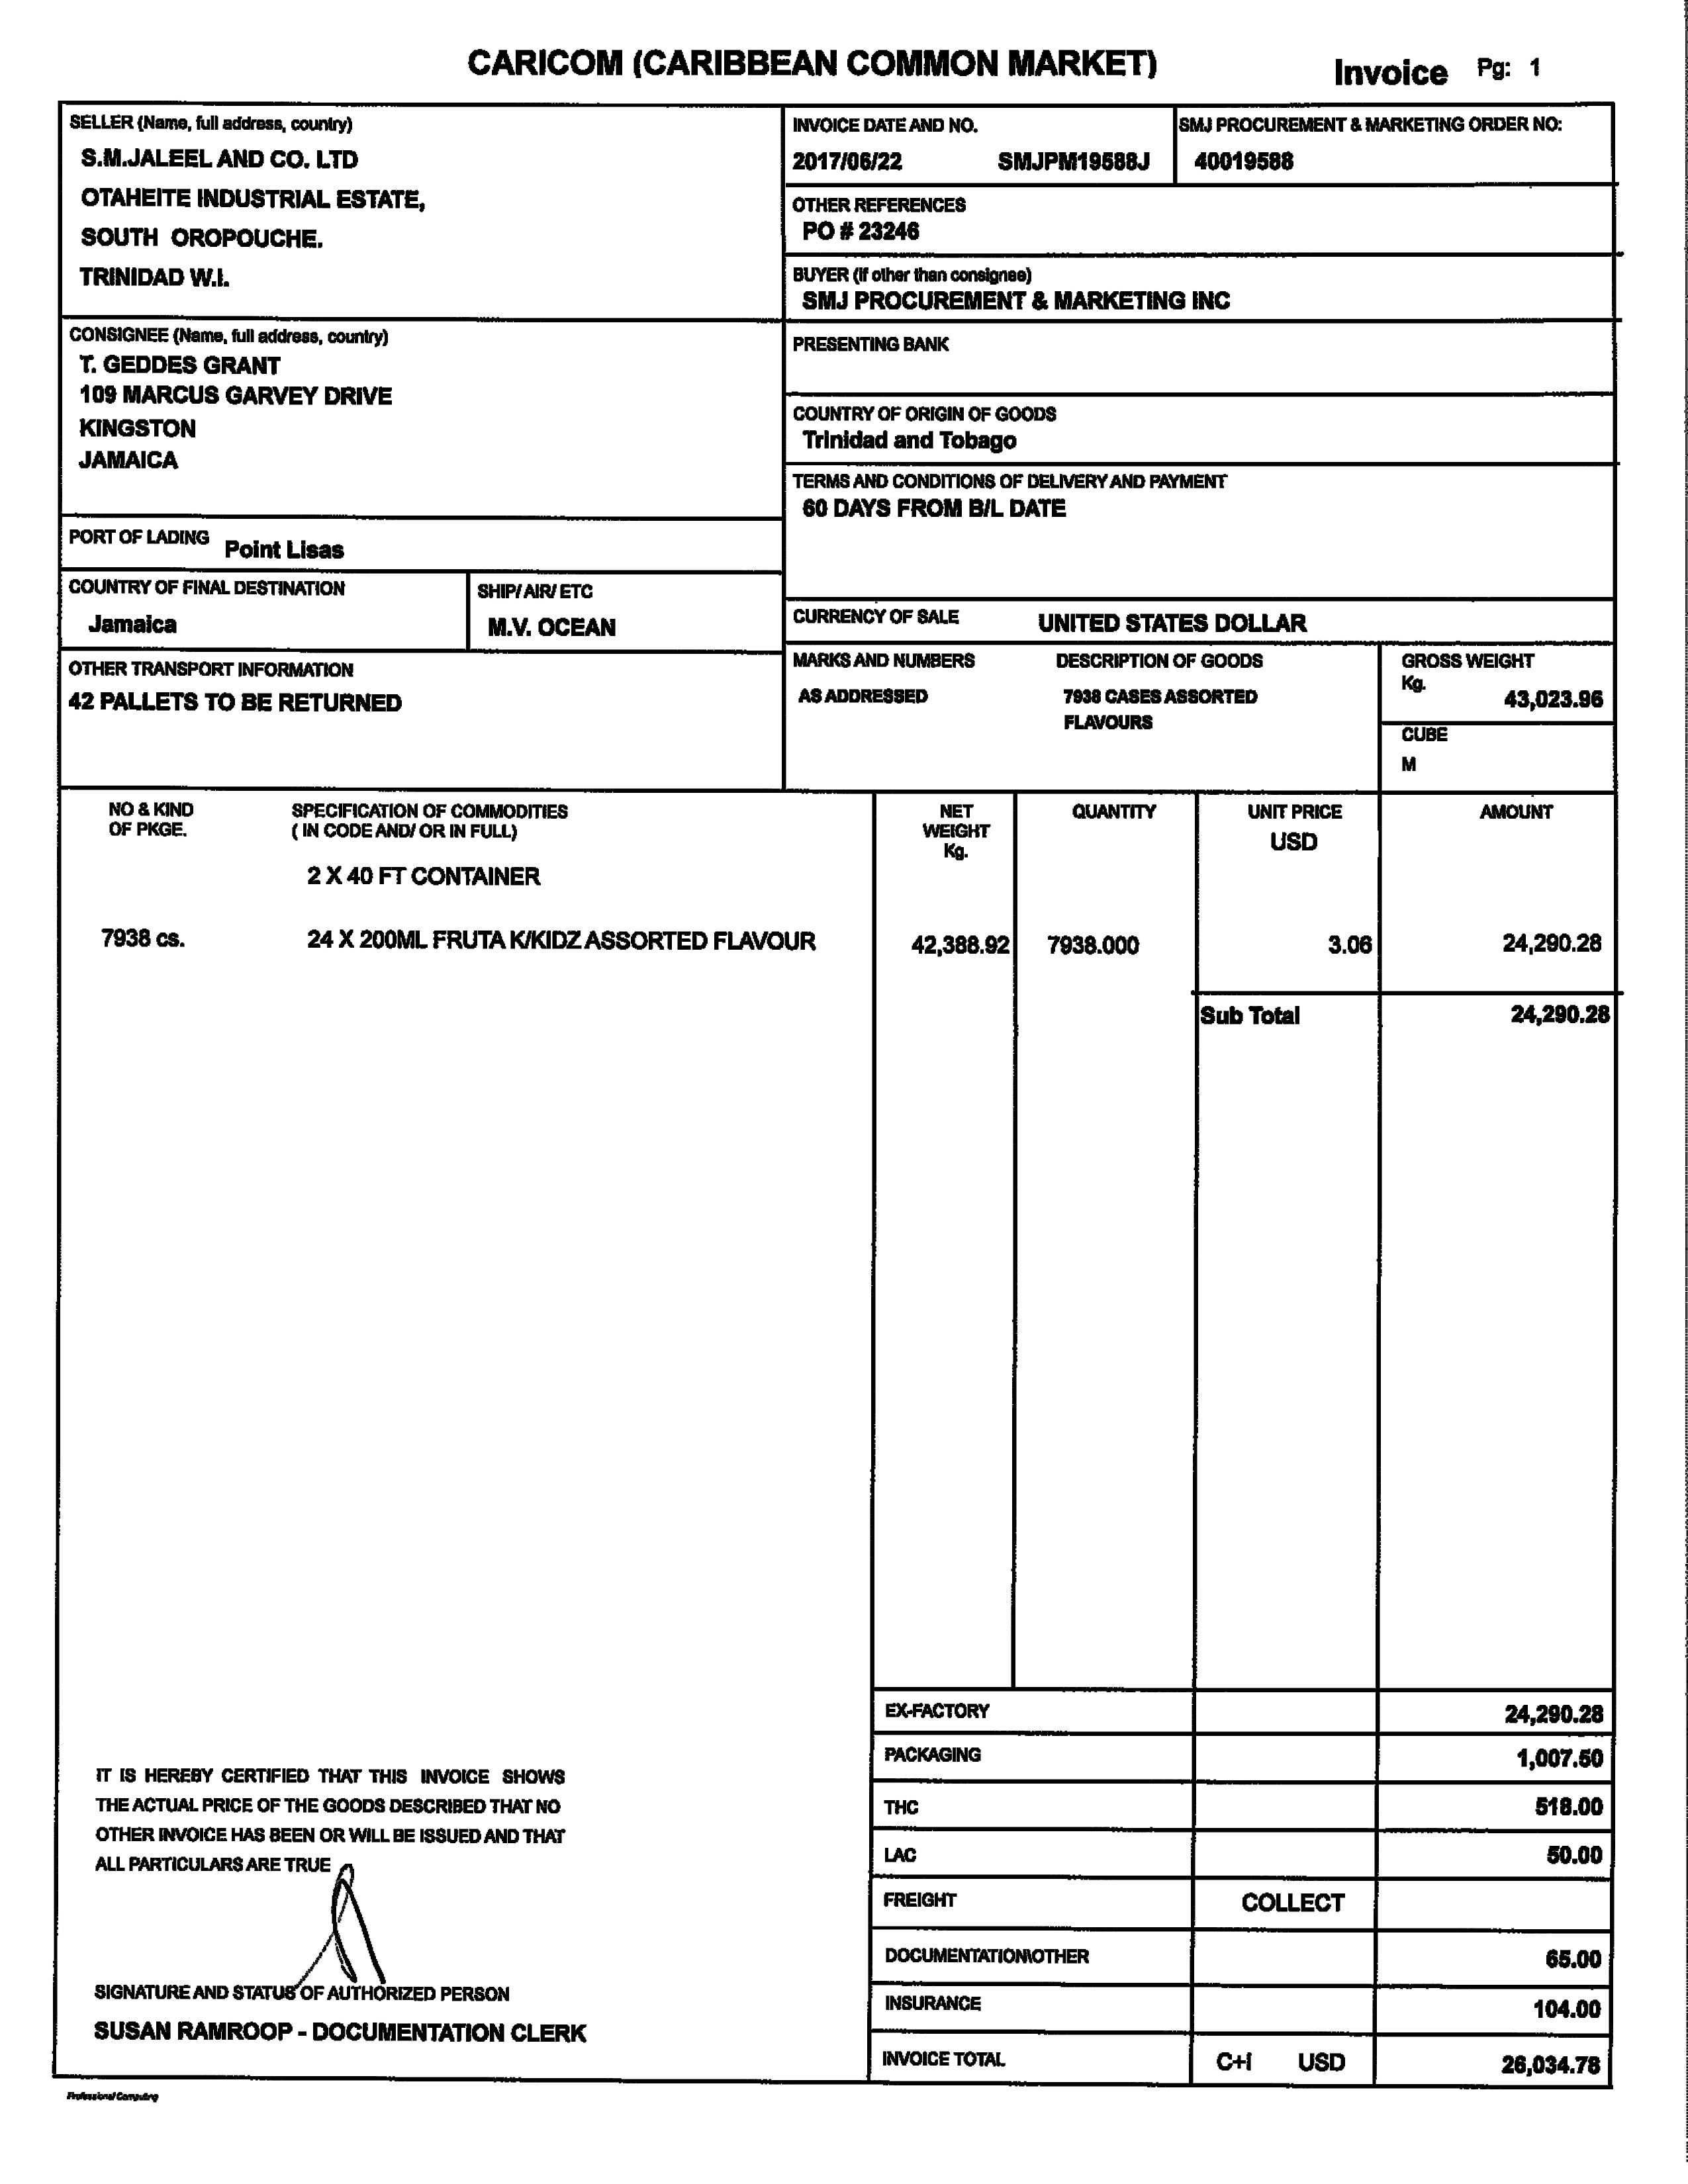 CARICOM (CARIBBEAN COMMON MARKET)
Invoice Pg: 1
SELLER (Name, full address, country)
S.M.JALEEL AND CO. LTD
OTAHEITE INDUSTRIAL ESTATE,
SOUTH OROPOUCHE.
TRINIDAD W.I.
INVOICE DATE AND NO.
2017/06/22 SMJPM19588J
SMJ PROCUREMENT & MARKETING ORDER NO:
40019588
OTHER REFERENCES
PO # 23246
BUYER (If other than consignee)
SMJ PROCUREMENT & MARKETING INC
CONSIGNEE (Name, full address, country)
T. GEDDES GRANT
109 MARCUS GARVEY DRIVE
KINGSTON
JAMAICA
PRESENTING BANK
COUNTRY OF ORIGIN OF GOODS
Trinidad and Tobago
TERMS AND CONDITIONS OF DELIVERY AND PAYMENT
60 DAYS FROM B/L DATE
PORT OF LADING Point Lisas
COUNTRY OF FINAL DESTINATION
Jamaica
SHIP/ AIR/ ETC
M.V. OCEAN
CURRENCY OF SALE UNITED STATES DOLLAR
OTHER TRANSPORT INFORMATION
42 PALLETS TO BE RETURNED
MARKS AND NUMBERS
AS ADDRESSED
DESCRIPTION OF GOODS
7938 CASES ASSORTED
FLAVOURS
GROSS WEIGHT
Kg.
43,023.96
CUBE
M
NO & KIND
OF PKGE.
SPECIFICATION OF COMMODITIES
( IN CODE AND/ OR IN FULL)
NET
WEIGHT
Kg.
QUANTITY
UNIT PRICE
USD
AMOUNT
2 X 40 FT CONTAINER
7938 cs. 24 X 200ML FRUTA K/KIDZ ASSORTED FLAVOUR 42,388.92 7938.000 3.06 24,290.28
Sub Total 24,290.28
EX-FACTORY 24,290.28
PACKAGING 1,007.50
THC 518.00
LAC 50.00
FREIGHT COLLECT
DOCUMENTATION\OTHER 65.00
INSURANCE 104.00
INVOICE TOTAL C+I USD 26,034.78
IT IS HEREBY CERTIFIED THAT THIS INVOICE SHOWS
THE ACTUAL PRICE OF THE GOODS DESCRIBED THAT NO
OTHER INVOICE HAS BEEN OR WILL BE ISSUED AND THAT
ALL PARTICULARS ARE TRUE
SIGNATURE AND STATUS OF AUTHORIZED PERSON
SUSAN RAMROOP - DOCUMENTATION CLERK
Professional Computing